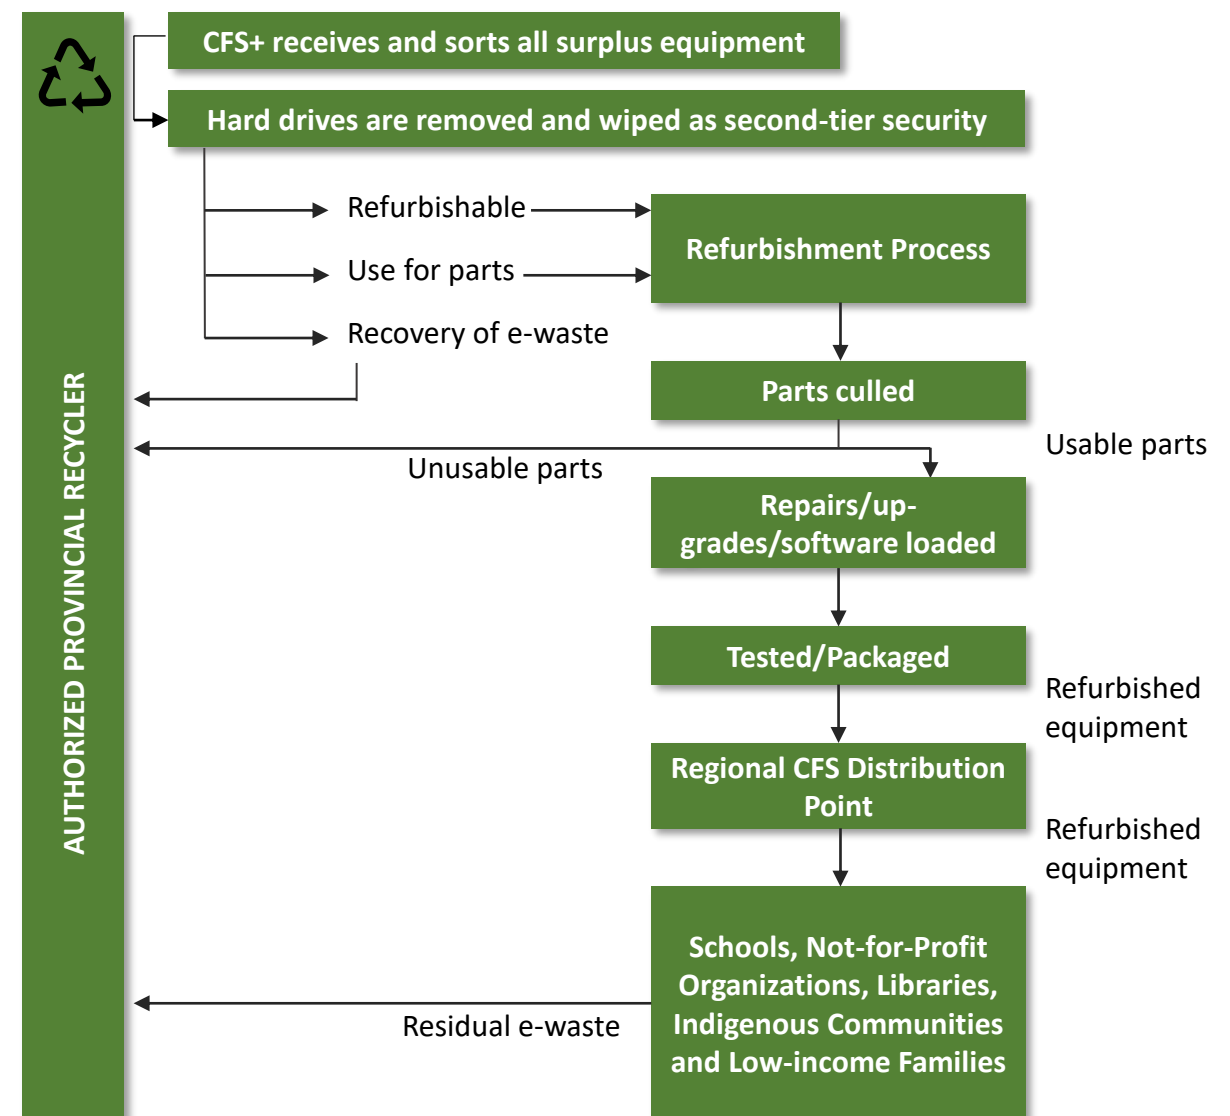 CFS+ receives and sorts all surplus equipment
Hard drives are removed and wiped as second-tier security
Refurbishable
Refurbishment Process
Use for parts
Recovery of e-waste
AUTHORIZED PROVINCIAL RECYCLER
Parts culled
Usable parts
Unusable parts
Repairs/up-
grades/software loaded
Tested/Packaged
Refurbished
equipment
Regional CFS Distribution
Point
Refurbished
equipment
Schools, Not-for-Profit
Organizations, Libraries,
Indigenous Communities
and Low-income Families
Residual e-waste